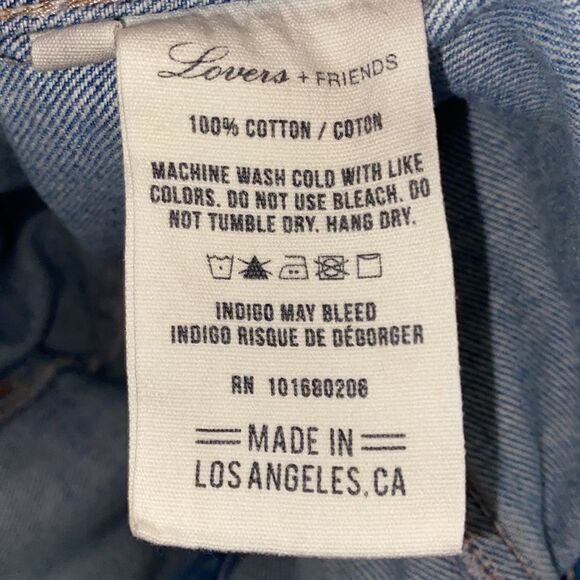 Lovers + FRIENDS
100% COTTON / COTON
MACHINE WASH COLD WITH LIKE
COLORS. DO NOT USE BLEACH. DO
NOT TUMBLE DRY. HANG DRY.
INDIGO MAY BLEED
INDIGO RISQUE DE DÉGORGER
RN 101680208
MADE IN
LOS ANGELES, CA